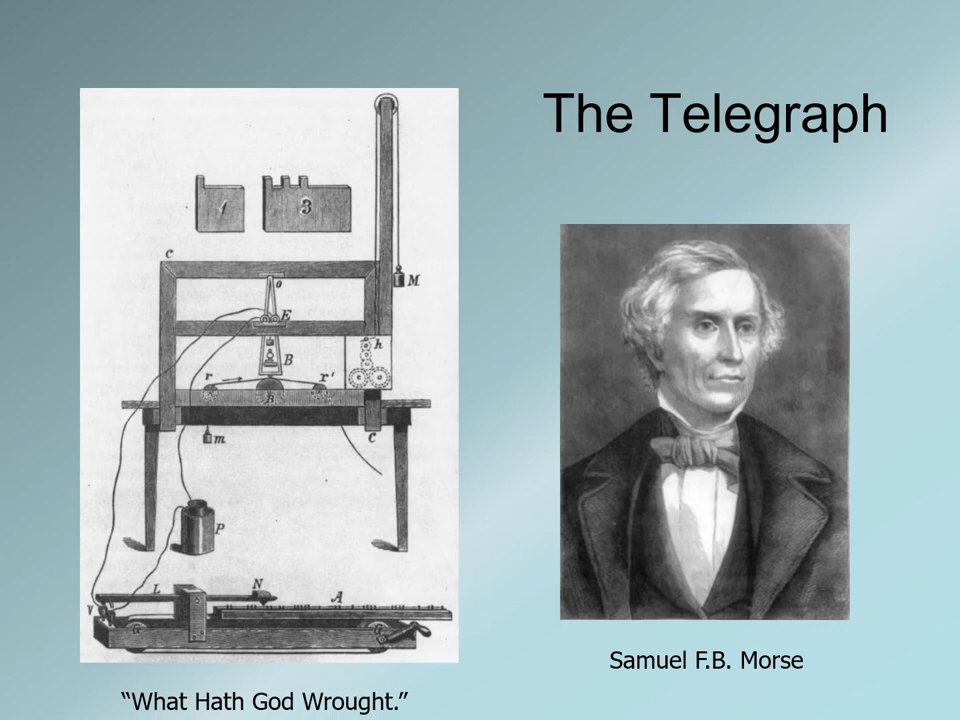 The Telegraph
1
3
c
o
M
E
h
B
r
r'
B
m
C
P
L
N
A
V
G
G
Samuel F.B. Morse
“What Hath God Wrought.”